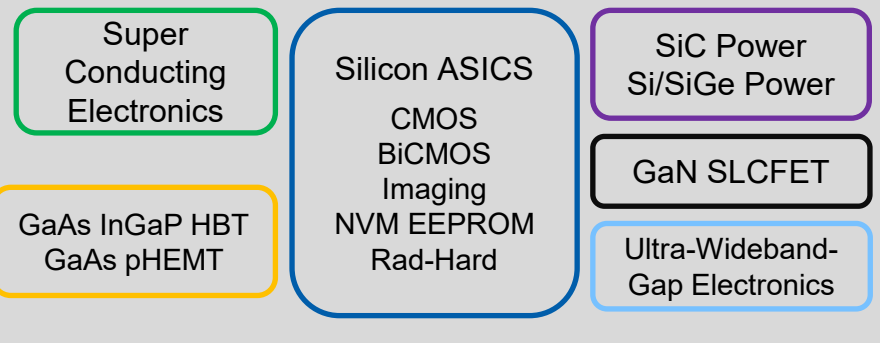 Super
Conducting
Electronics
GaAs InGaP HBT
GaAs pHEMT
Silicon ASICS
CMOS
BiCMOS
Imaging
NVM EEPROM
Rad-Hard
SiC Power
Si/SiGe Power
GaN SLCFET
Ultra-Wideband-
Gap Electronics